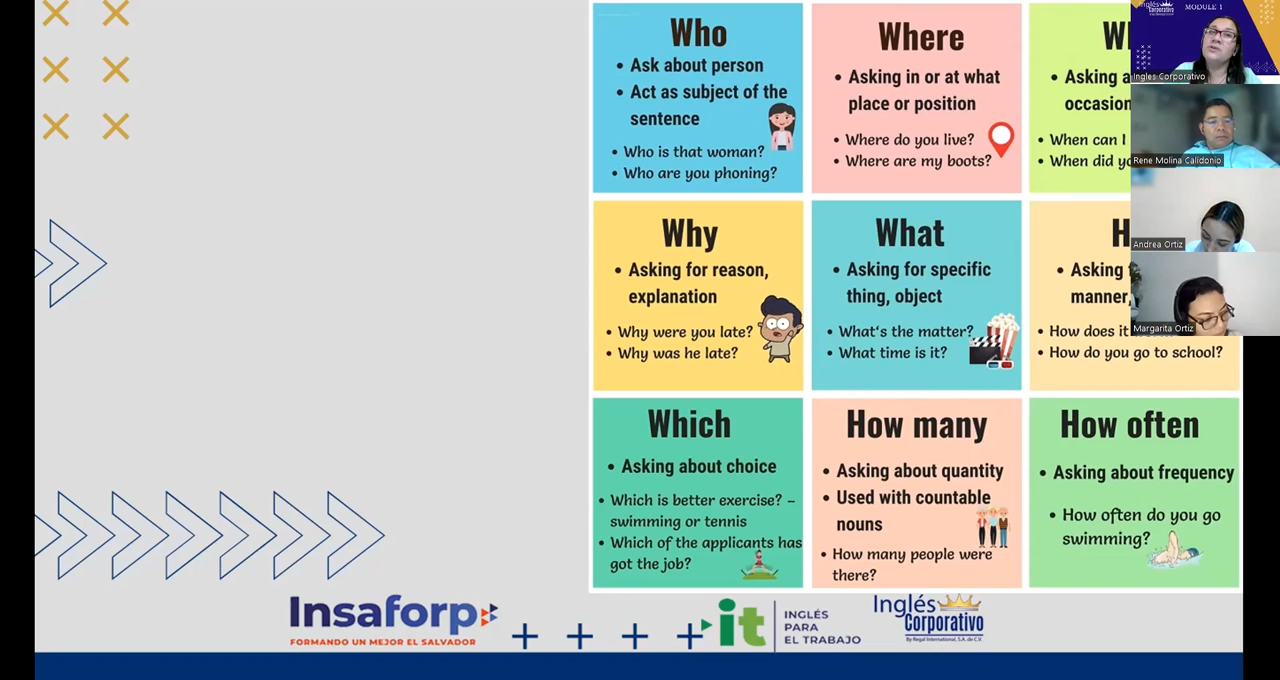 Who
• Ask about person
• Act as subject of the
sentence
• Who is that woman?
• Who are you phoning?
Where
• Asking in or at what
place or position
• Where do you live?
• Where are my boots?
• Asking
occasion
• When can I
• When did
Why
• Asking for reason,
explanation
• Why were you late?
• Why was he late?
What
• Asking for specific
thing, object
• What's the matter?
• What time is it?
• Asking
manner,
• How does it
• How do you go to school?
Which
• Asking about choice
• Which is better exercise? –
swimming or tennis
• Which of the applicants has
got the job?
How many
• Asking about quantity
• Used with countable
nouns
• How many people were
there?
How often
• Asking about frequency
• How often do you go
swimming?
Inglés
Corporativo
MODULE 1
Ingles Corporativo
Rene Molina Calidonio
Andrea Ortiz
Margarita Ortiz
Insaforp
FORMANDO UN MEJOR EL SALVADOR
it
INGLÉS
PARA
EL TRABAJO
Inglés
Corporativo
By Regal International, S.A. de C.V.